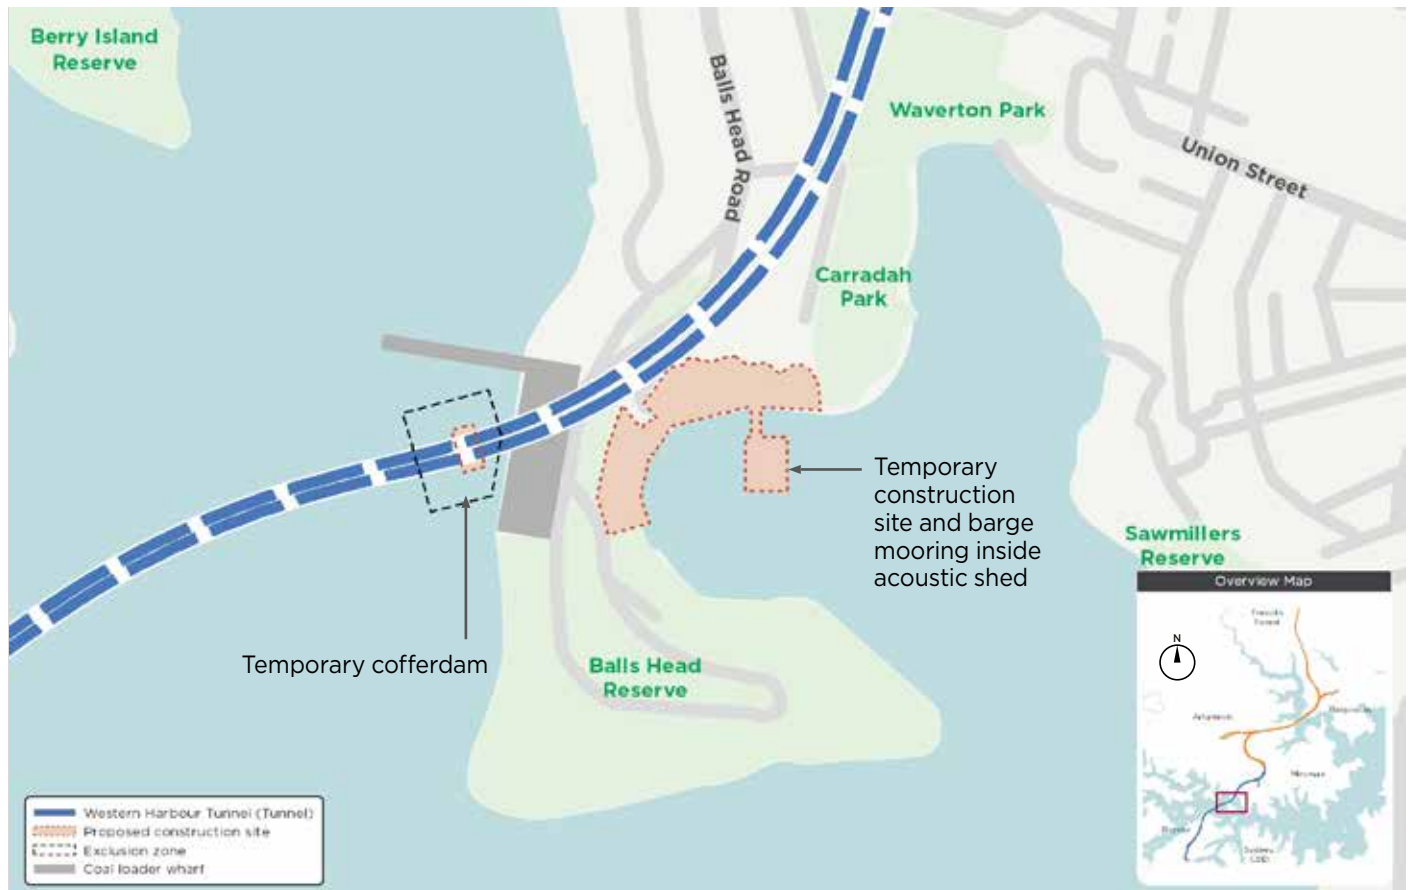 Berry Island
Reserve
Balls Head Road
Waverton Park
Union Street
Carradah
Park
Temporary
construction
site and barge
mooring inside
acoustic shed
Sawmillers
Reserve
Temporary cofferdam
Balls Head
Reserve
Overview Map
N
Artarmon
Mosman
Western Harbour Tunnel (Tunnel)
Proposed construction site
Exclusion zone
Coal loader wharf